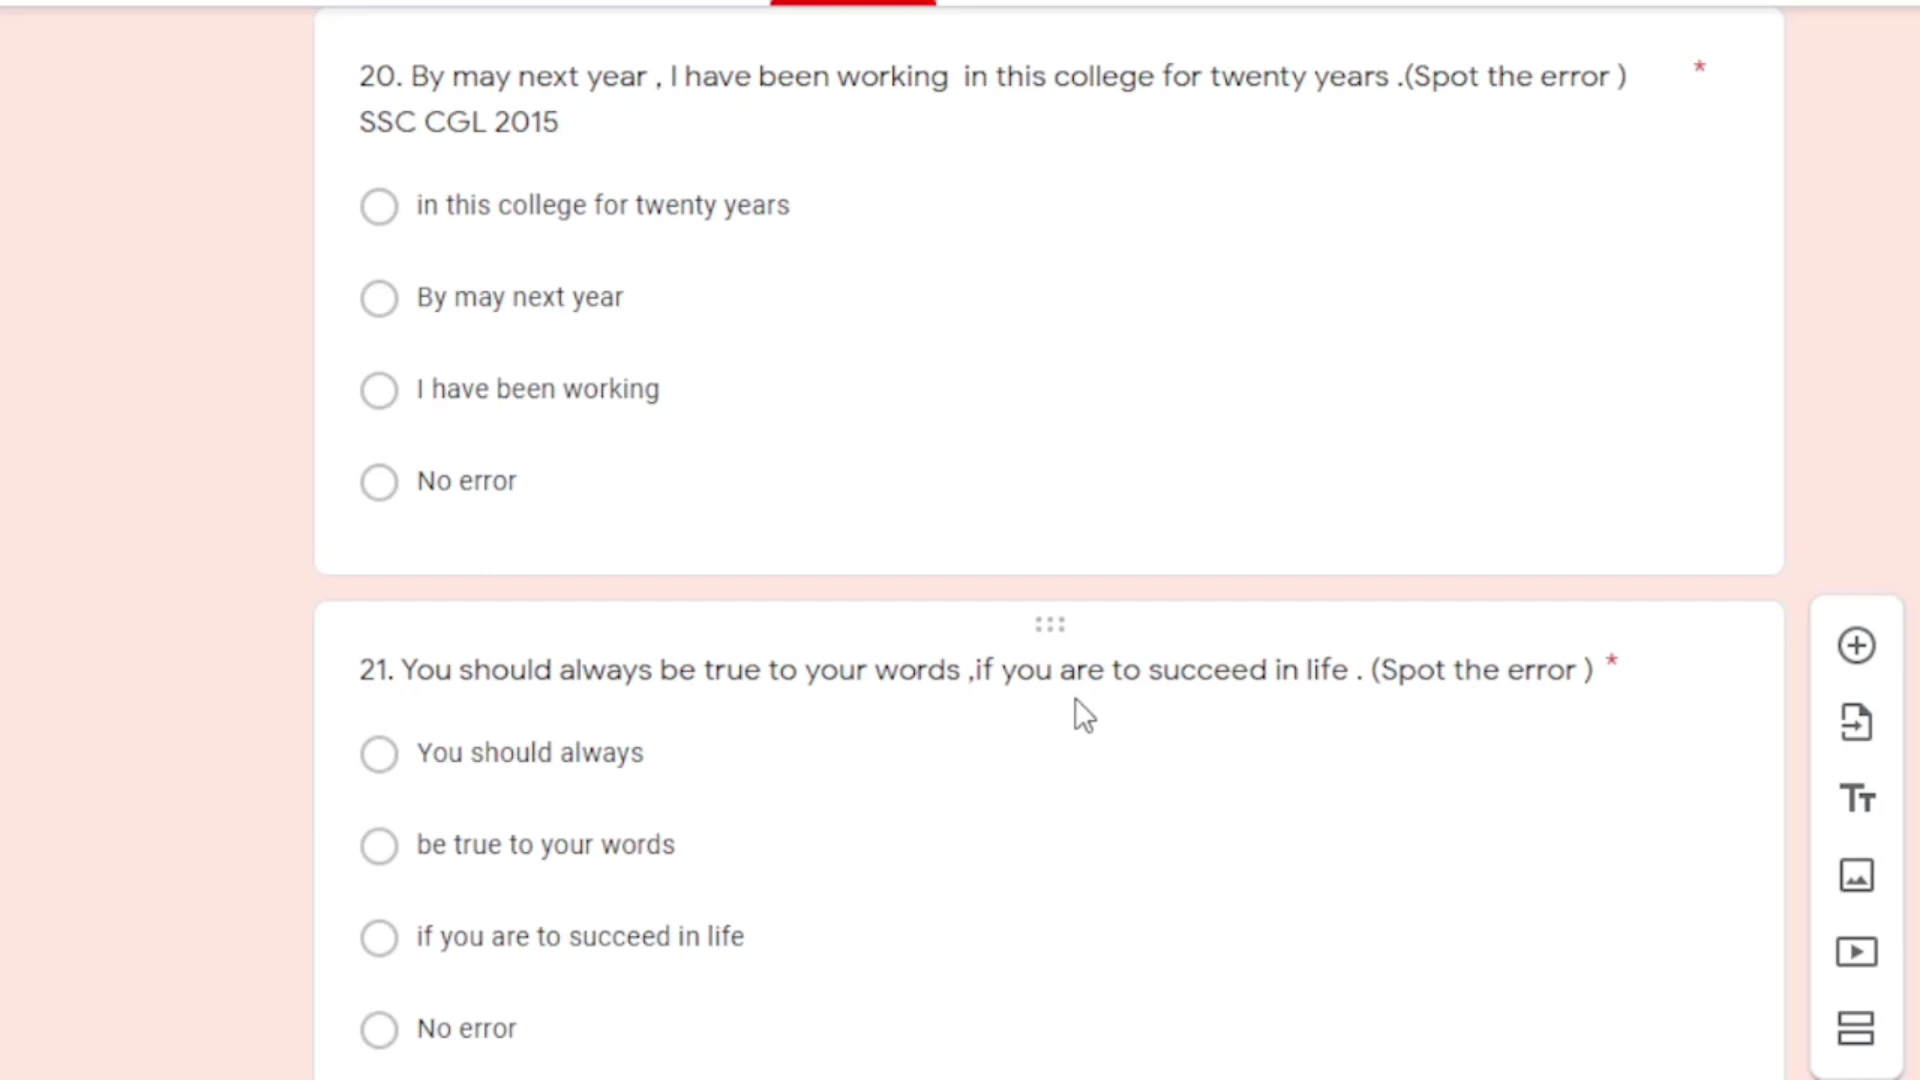 20. By may next year , I have been working  in this college for twenty years .(Spot the error ) *
SSC CGL 2015
in this college for twenty years
By may next year
I have been working
No error
21. You should always be true to your words ,if you are to succeed in life . (Spot the error ) *
You should always
be true to your words
if you are to succeed in life
No error
Tт